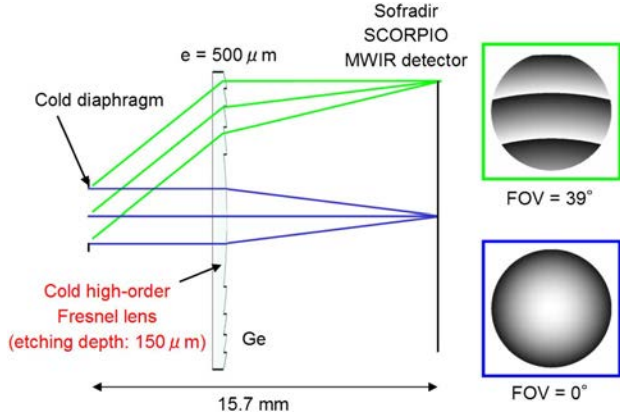 Sofradir
SCORPIO
MWIR detector
e = 500 μm
Cold diaphragm
FOV = 39°
Cold high-order
Fresnel lens
(etching depth: 150 μm)
Ge
15.7 mm
FOV = 0°